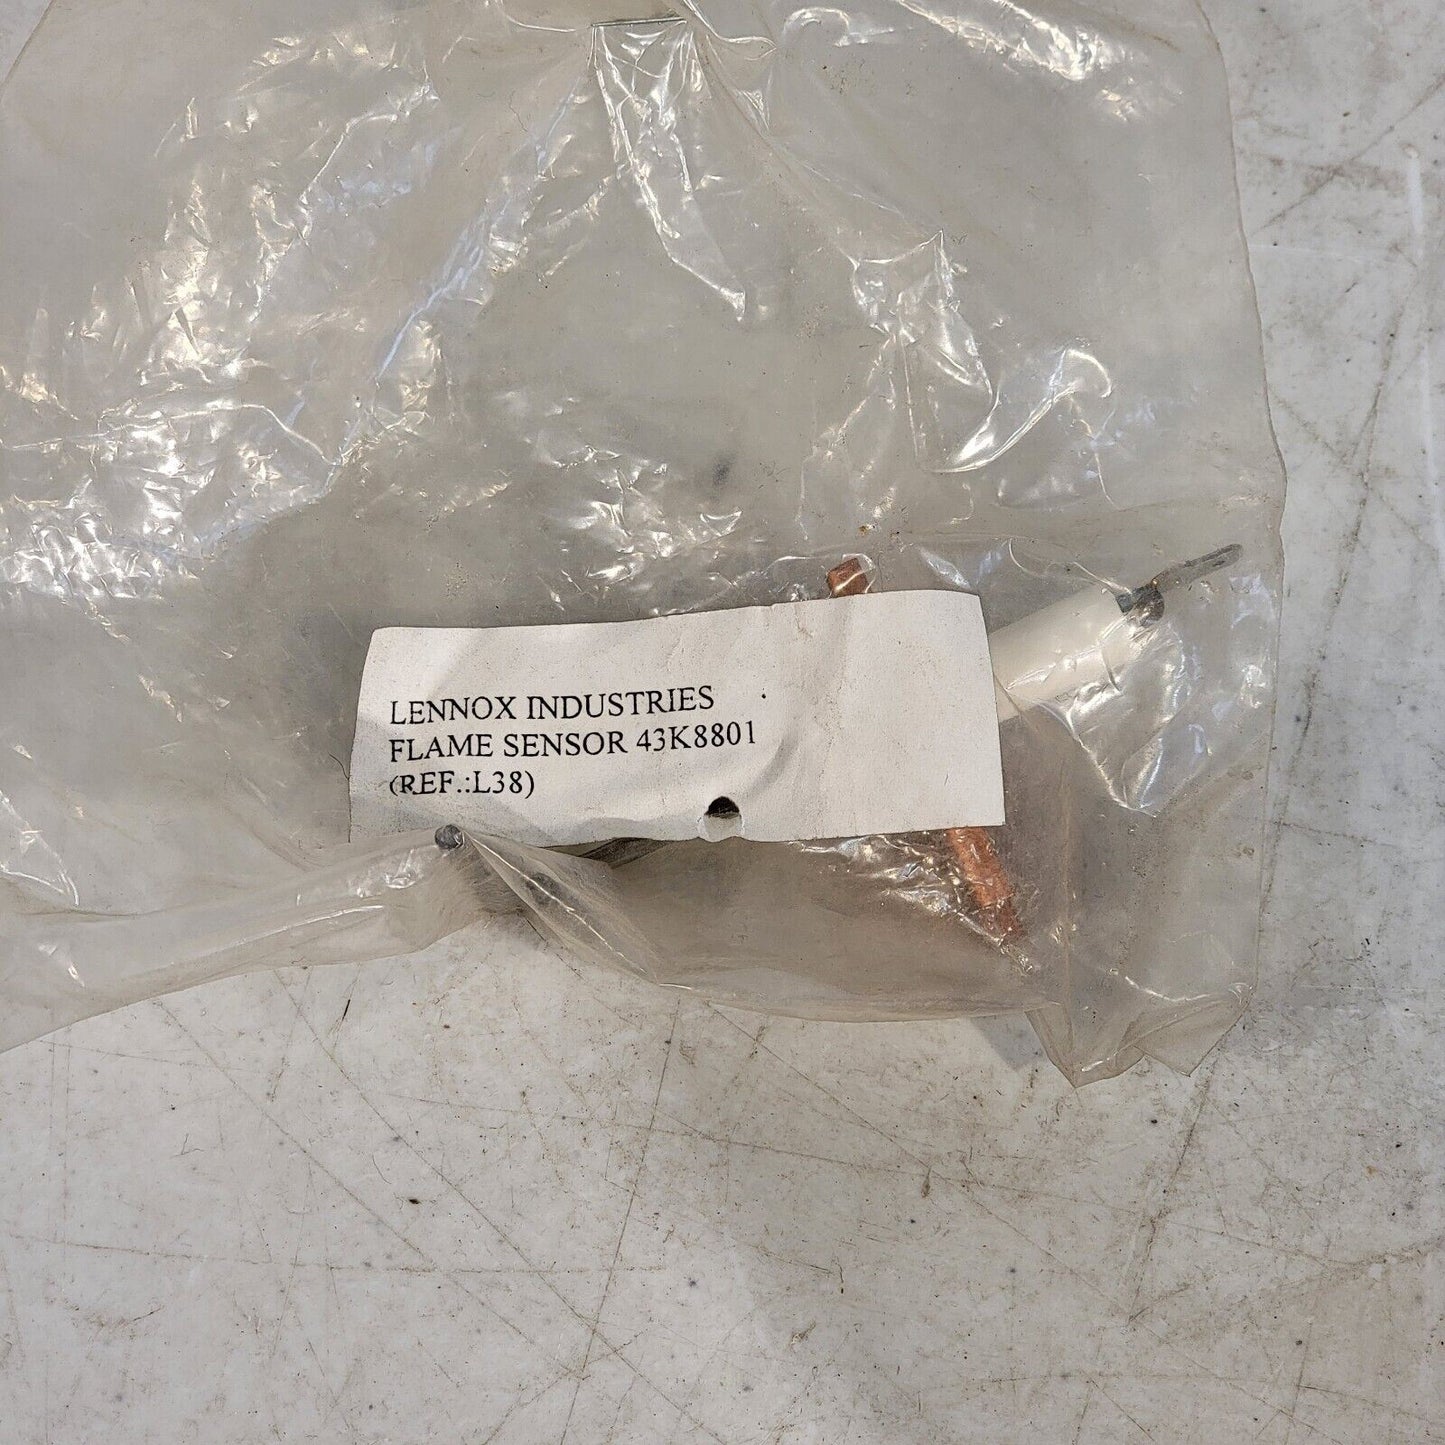 LENNOX INDUSTRIES
FLAME SENSOR 43K8801
(REF.:L38)